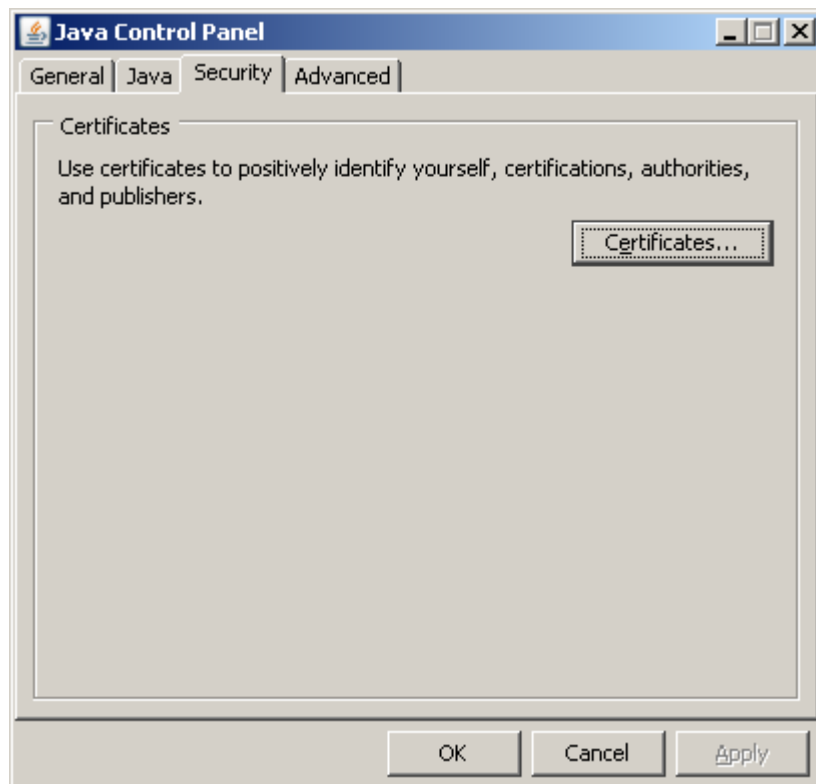 Java Control Panel
General Java Security Advanced
Certificates
Use certificates to positively identify yourself, certifications, authorities,
and publishers.
Certificates...
OK Cancel Apply